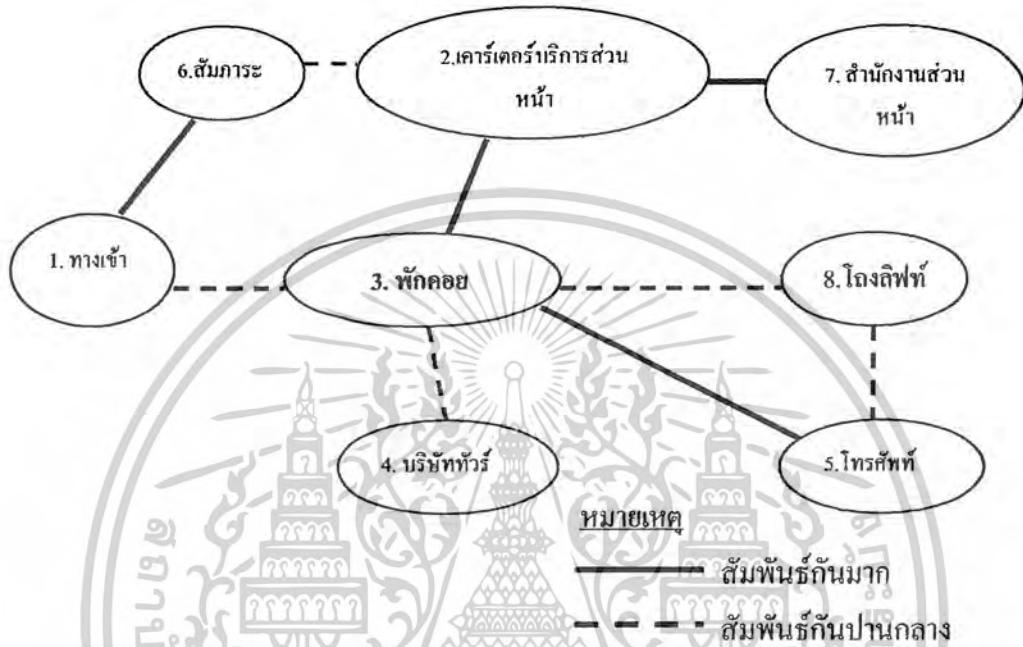 6.สัมภาระ
2.เคาร์เตกร์บริการส่วน
หน้า
7. สำนักงานส่วน
หน้า
1. ทางเข้า
3. พักคอย
8.โถงลิฟท์
4. บริษัททัวร์
5.โทรศัพท์
หมายเหตุ
สัมพันธ์กันมาก
สัมพันธ์กันปานกลาง